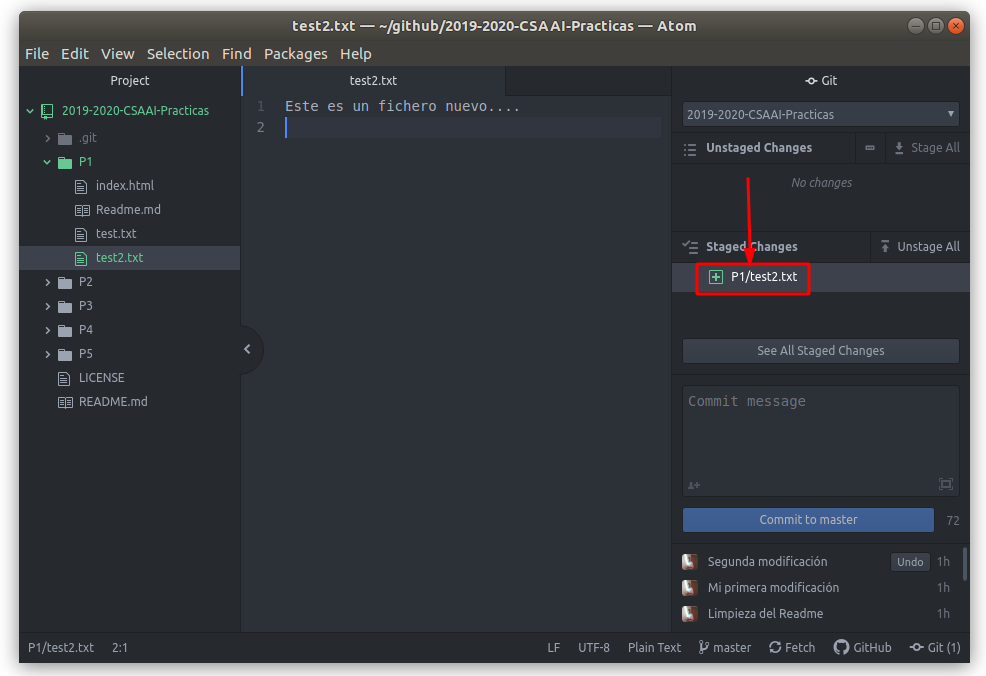 test2.txt — ~/github/2019-2020-CSAAI-Practicas — Atom
File Edit View Selection Find Packages Help
Project
2019-2020-CSAAI-Practicas
.git
P1
index.html
Readme.md
test.txt
test2.txt
P2
P3
P4
P5
LICENSE
README.md
test2.txt
1 Este es un fichero nuevo....
2
Git
2019-2020-CSAAI-Practicas
Unstaged Changes Stage All
No changes
Staged Changes Unstage All
P1/test2.txt
See All Staged Changes
Commit message
Commit to master 72
Segunda modificación Undo 1h
Mi primera modificación 1h
Limpieza del Readme 1h
P1/test2.txt 2:1 LF UTF-8 Plain Text master Fetch GitHub Git (1)